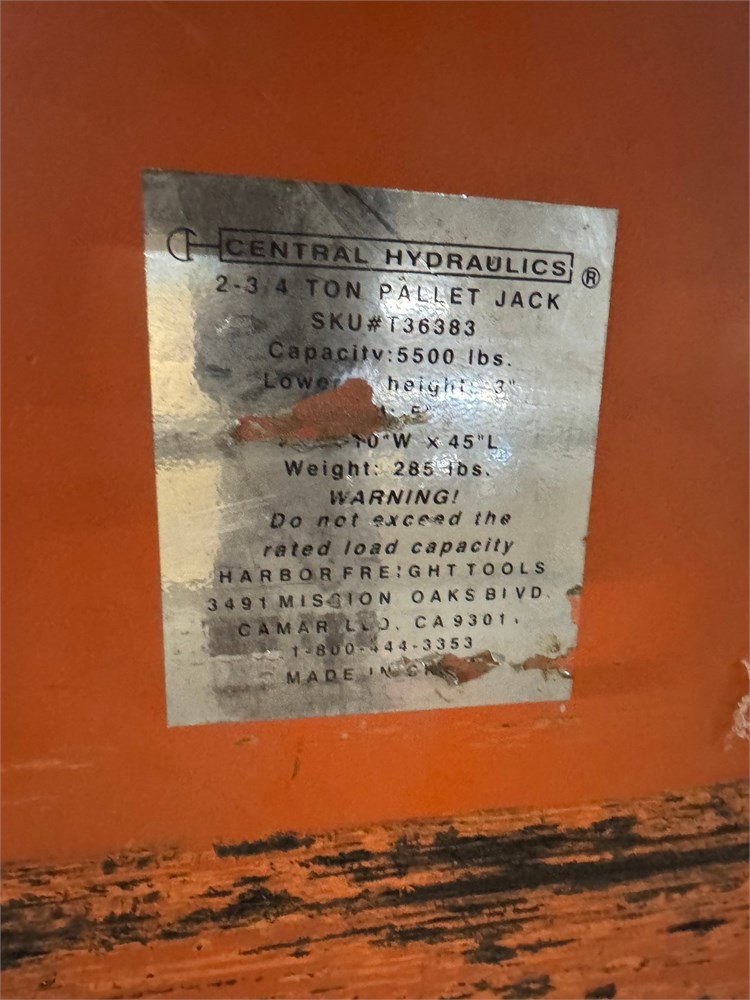 CENTRAL HYDRAULICS ®
2-3/4 TON PALLET JACK
SKU#T36383
Capacity:5500 lbs.
height: 3"
W x 45"L
Weight: 285 lbs.
WARNING!
Do not exceed the
rated load capacity
HARBOR FREIGHT TOOLS
3491 MISSION OAKS BLVD.
CAMARILLO, CA 9301
1-800-444-3353
MADE IN